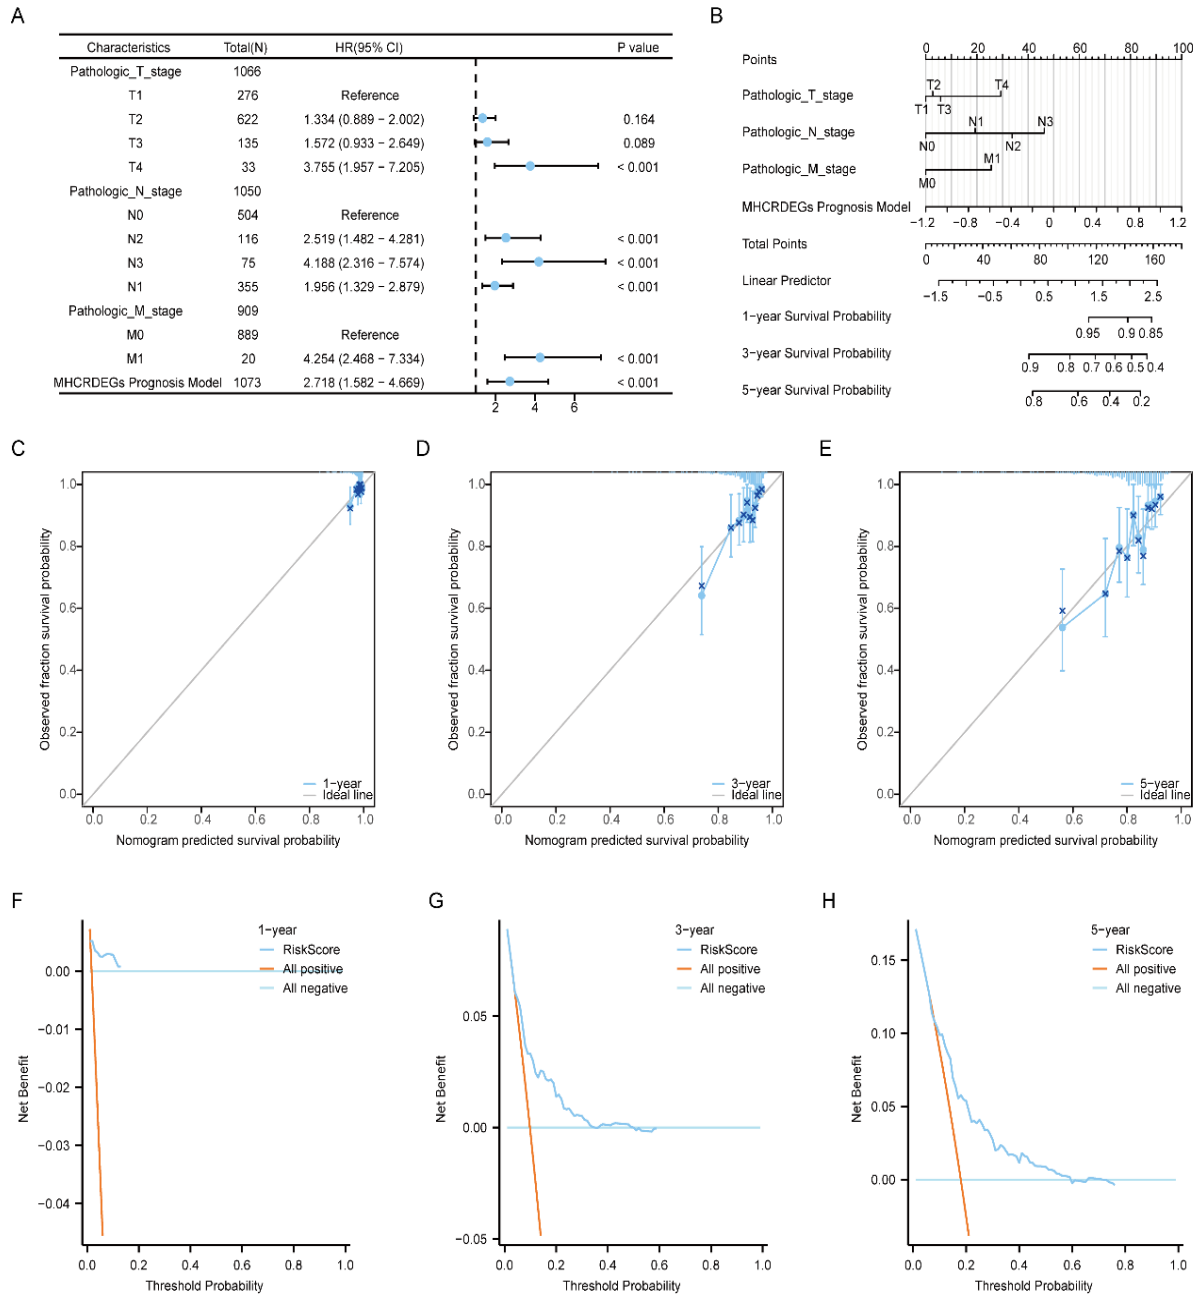 A
Characteristics Total(N) HR(95% CI) P value
Pathologic_T_stage 1066
T1 276 Reference
T2 622 1.334 (0.889 − 2.002) 0.164
T3 135 1.572 (0.933 − 2.649) 0.089
T4 33 3.755 (1.957 − 7.205) < 0.001
Pathologic_N_stage 1050
N0 504 Reference
N2 116 2.519 (1.482 − 4.281) < 0.001
N3 75 4.188 (2.316 − 7.574) < 0.001
N1 355 1.956 (1.329 − 2.879) < 0.001
Pathologic_M_stage 909
M0 889 Reference
M1 20 4.254 (2.468 − 7.334) < 0.001
MHCRDEGs Prognosis Model 1073 2.718 (1.582 − 4.669) < 0.001
2 4 6
B
0 20 40 60 80 100
Points
T2 T4
Pathologic_T_stage
T1 T3
N1 N3
Pathologic_N_stage
N0 N2
M1
Pathologic_M_stage
M0
MHCRDEGs Prognosis Model
−1.2 −0.8 −0.4 0 0.4 0.8 1.2
Total Points
0 40 80 120 160
Linear Predictor
−1.5 −0.5 0.5 1.5 2.5
1−year Survival Probability
0.95 0.9 0.85
3−year Survival Probability
0.9 0.8 0.7 0.6 0.5 0.4
5−year Survival Probability
0.8 0.6 0.4 0.2
C
Observed fraction survival probability
1.0
0.8
0.6
0.4
0.2
0.0
1−year
Ideal line
0.0 0.2 0.4 0.6 0.8 1.0
Nomogram predicted survival probability
D
Observed fraction survival probability
1.0
0.8
0.6
0.4
0.2
0.0
3−year
Ideal line
0.0 0.2 0.4 0.6 0.8 1.0
Nomogram predicted survival probability
E
Observed fraction survival probability
1.0
0.8
0.6
0.4
0.2
0.0
5−year
Ideal line
0.0 0.2 0.4 0.6 0.8 1.0
Nomogram predicted survival probability
F
1−year
RiskScore
All positive
All negative
Net Benefit
0.00
−0.01
−0.02
−0.03
−0.04
0.0 0.2 0.4 0.6 0.8 1.0
Threshold Probability
G
3−year
RiskScore
All positive
All negative
Net Benefit
0.05
0.00
−0.05
0.0 0.2 0.4 0.6 0.8 1.0
Threshold Probability
H
5−year
RiskScore
All positive
All negative
Net Benefit
0.15
0.10
0.05
0.00
0.0 0.2 0.4 0.6 0.8 1.0
Threshold Probability